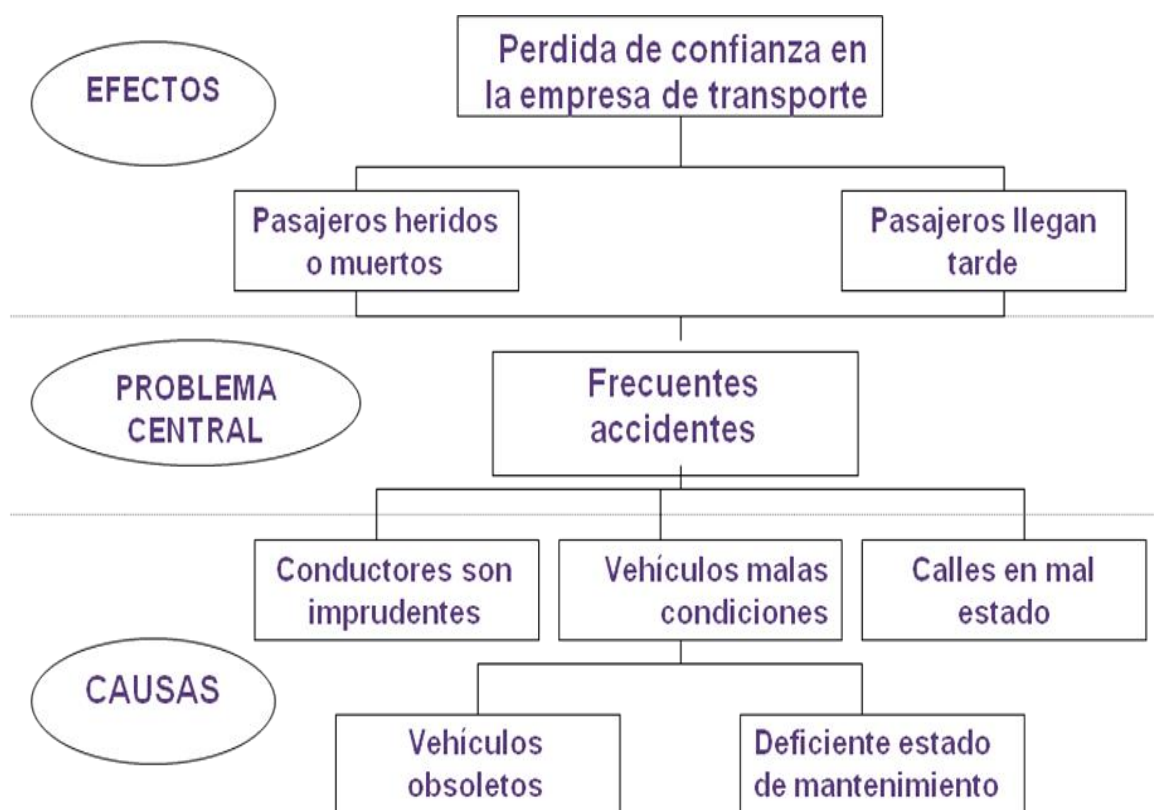 EFECTOS
Perdida de confianza en
la empresa de transporte
Pasajeros heridos
o muertos
Pasajeros llegan
tarde
PROBLEMA
CENTRAL
Frecuentes
accidentes
Conductores son
imprudentes
Vehículos malas
condiciones
Calles en mal
estado
CAUSAS
Vehículos
obsoletos
Deficiente estado
de mantenimiento